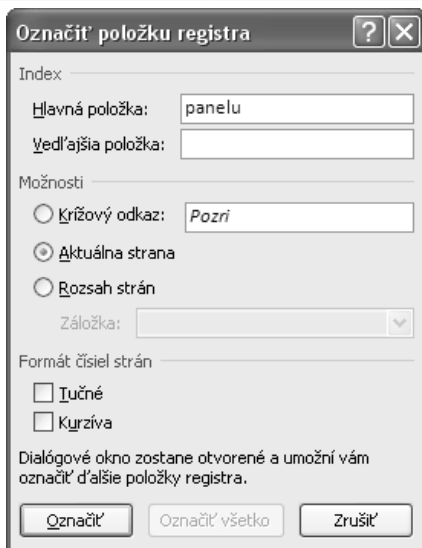 Označiť položku registra
Index
Hlavná položka: panelu
Vedľajšia položka:
Možnosti
Krížový odkaz: Pozri
Aktuálna strana
Rozsah strán
Záložka:
Formát čísiel strán
Tučné
Kurzíva
Dialógové okno zostane otvorené a umožní vám
označiť ďalšie položky registra.
Označiť Označiť všetko Zrušiť